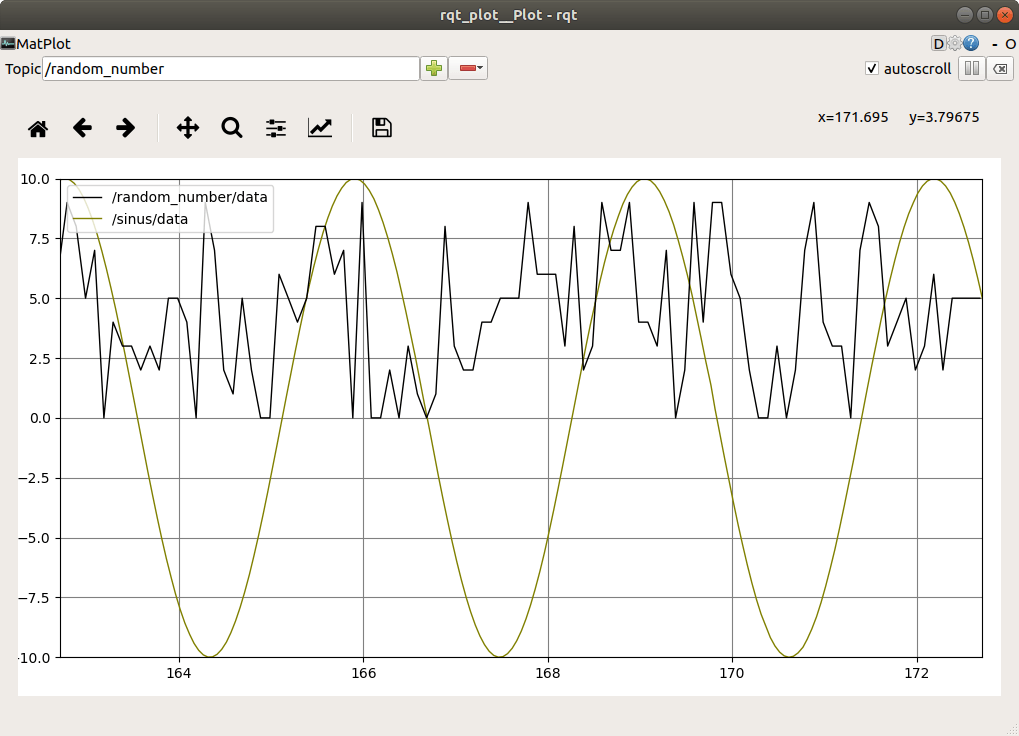 rqt_plot__Plot - rqt
MatPlot
D
?
- O
Topic /random_number
autoscroll
x=171.695 y=3.79675
10.0
7.5
5.0
2.5
0.0
−2.5
−5.0
−7.5
10.0
/random_number/data
/sinus/data
164 166 168 170 172